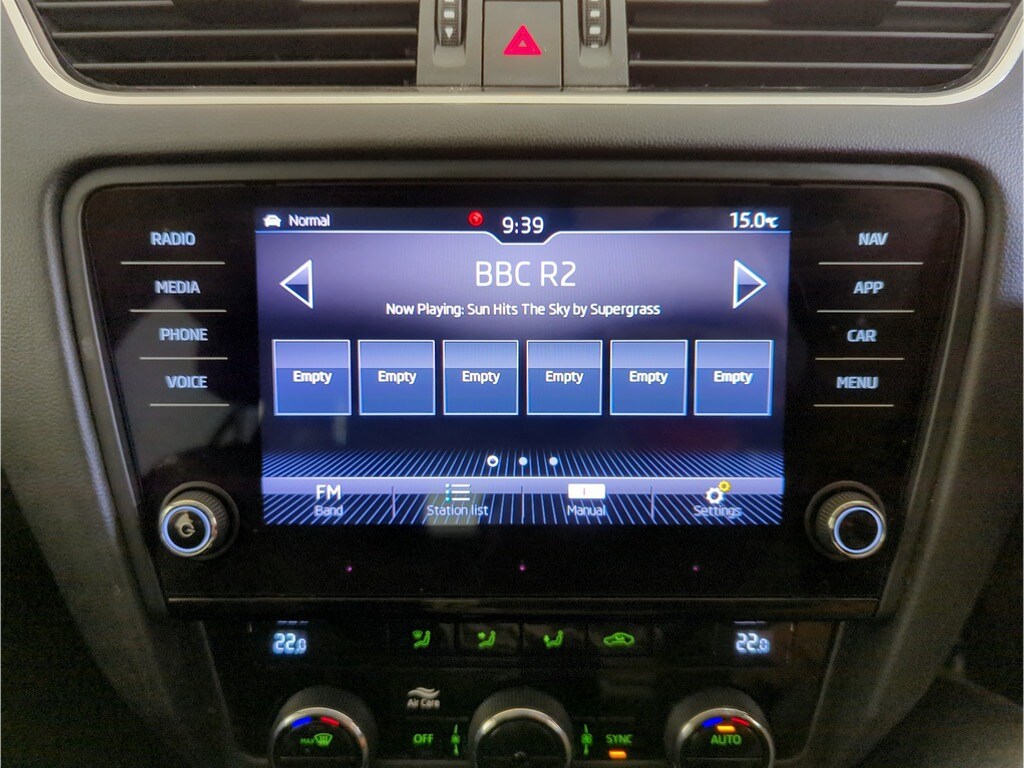 Normal
9:39
15.0°C
RADIO
NAV
BBC R2
MEDIA
APP
Now Playing: Sun Hits The Sky by Supergrass
PHONE
CAR
VOICE
Empty
Empty
Empty
Empty
Empty
Empty
MENU
FM
Band
Station list
Manual
Settings
22.0
22.0
Air Care
MAX
OFF
SYNC
AUTO